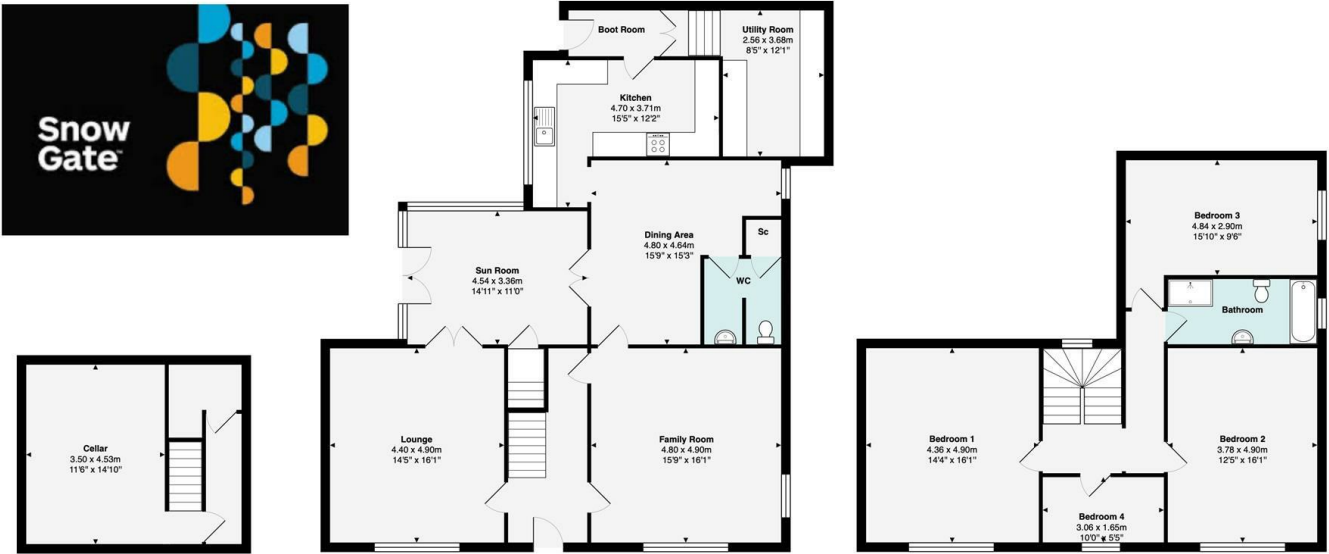 Snow
Gate™
Boot Room
Utility Room
2.56 x 3.68m
8'5" x 12'1"
Kitchen
4.70 x 3.71m
15'5" x 12'2"
Dining Area
4.80 x 4.64m
15'9" x 15'3"
Sc
WC
Sun Room
4.54 x 3.36m
14'11" x 11'0"
Lounge
4.40 x 4.90m
14'5" x 16'1"
Family Room
4.80 x 4.90m
15'9" x 16'1"
Cellar
3.50 x 4.53m
11'6" x 14'10"
Bedroom 3
4.84 x 2.90m
15'10" x 9'6"
Bathroom
Bedroom 1
4.36 x 4.90m
14'4" x 16'1"
Bedroom 2
3.78 x 4.90m
12'5" x 16'1"
Bedroom 4
3.06 x 1.65m
10'0" x 5'5"